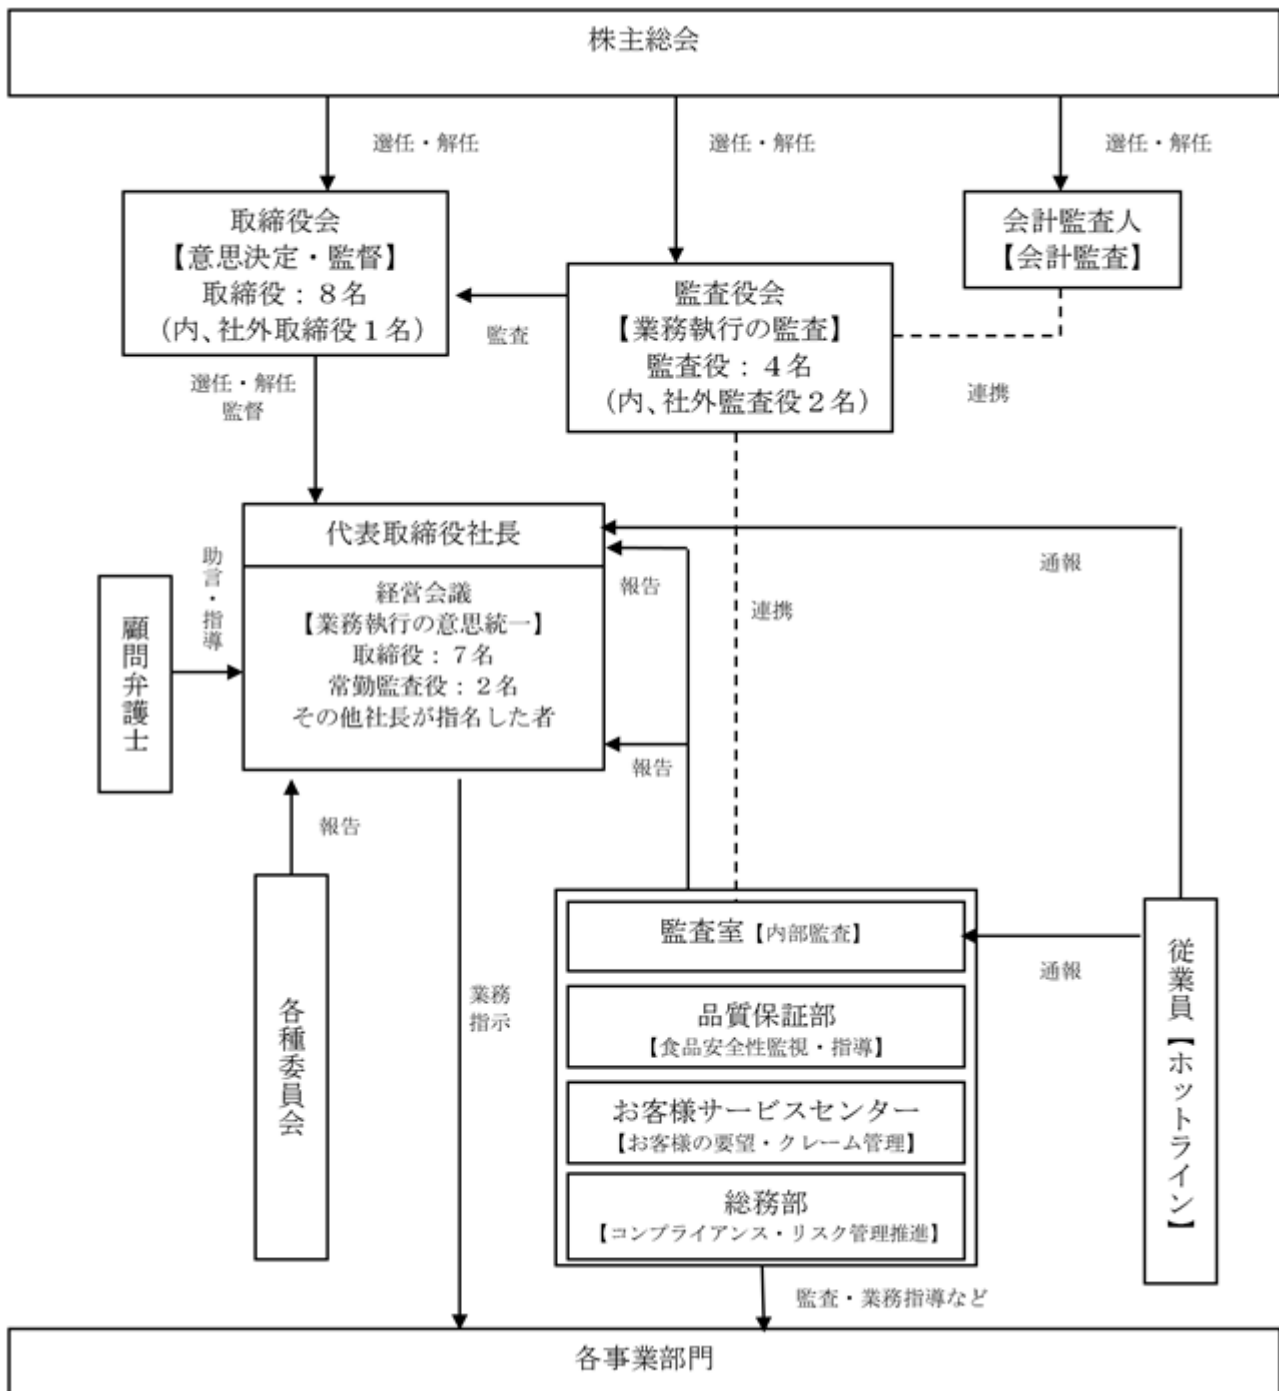 株主総会
選任・解任
選任・解任
選任・解任
取締役会
【意思決定・監督】
取締役：８名
（内、社外取締役１名）
監査
監査役会
【業務執行の監査】
監査役：４名
（内、社外監査役２名）
会計監査人
【会計監査】
連携
選任・解任
監督
代表取締役社長
経営会議
【業務執行の意思統一】
取締役：７名
常勤監査役：２名
その他社長が指名した者
助言・指導
顧問弁護士
報告
報告
連携
通報
報告
各種委員会
業務
指示
監査室【内部監査】
品質保証部
【食品安全性監視・指導】
お客様サービスセンター
【お客様の要望・クレーム管理】
総務部
【コンプライアンス・リスク管理推進】
通報
従業員【ホットライン】
監査・業務指導など
各事業部門